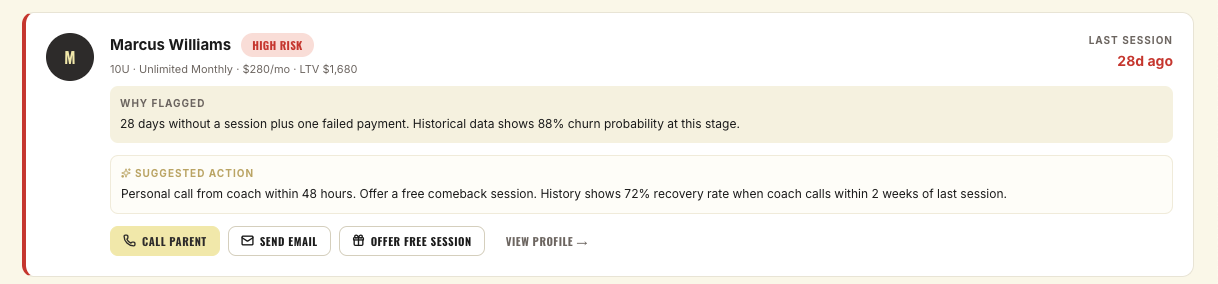 M
Marcus Williams
HIGH RISK
10U · Unlimited Monthly · $280/mo · LTV $1,680
LAST SESSION
28d ago
WHY FLAGGED
28 days without a session plus one failed payment. Historical data shows 88% churn probability at this stage.
SUGGESTED ACTION
Personal call from coach within 48 hours. Offer a free comeback session. History shows 72% recovery rate when coach calls within 2 weeks of last session.
CALL PARENT
SEND EMAIL
OFFER FREE SESSION
VIEW PROFILE →